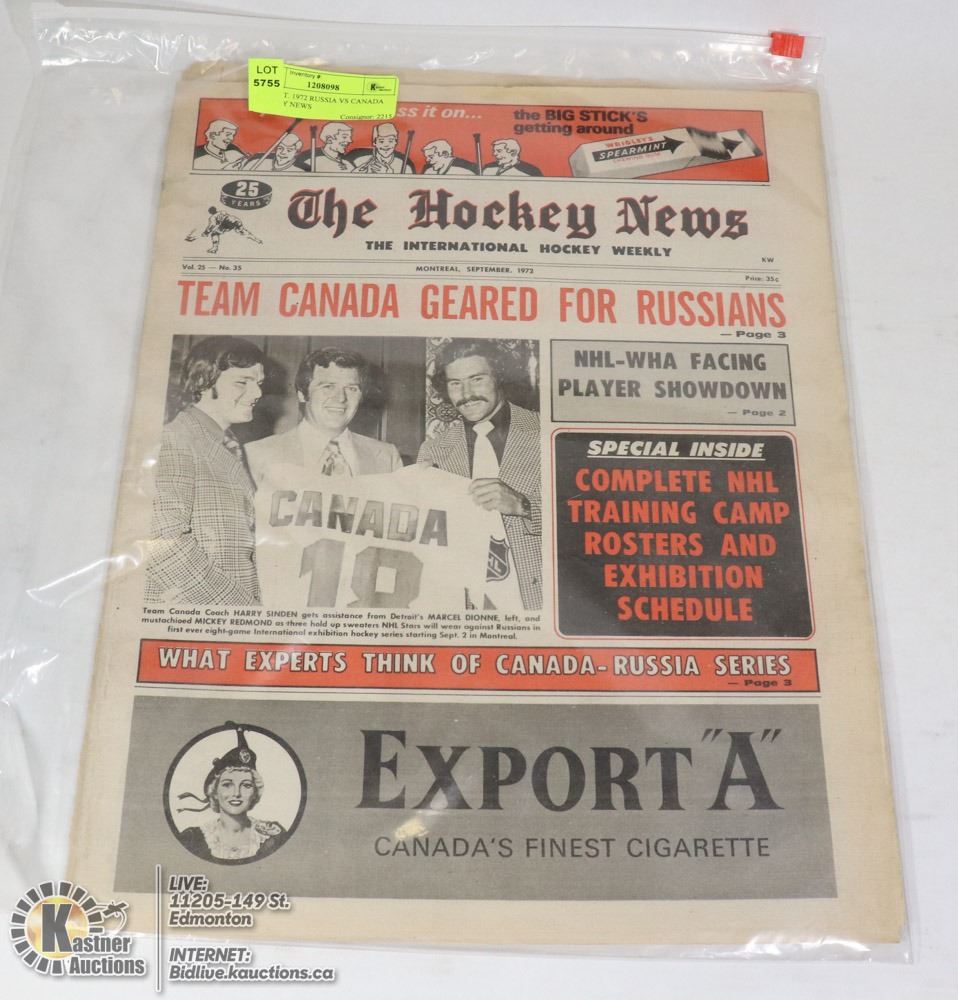 LOT
5755
Inventory #
1208098
T. 1972 RUSSIA VS CANADA
Y NEWS
Consignor: 2215
ss it on...
the BIG STICK'S
getting around
WRIGLEY'S
SPEARMINT
CHEWING GUM
25
YEARS
The Hockey News
THE INTERNATIONAL HOCKEY WEEKLY
KW
Vol. 25 — No. 35
MONTREAL, SEPTEMBER, 1972
Price: 35c
TEAM CANADA GEARED FOR RUSSIANS
— Page 3
NHL-WHA FACING
PLAYER SHOWDOWN
— Page 2
SPECIAL INSIDE
COMPLETE NHL
TRAINING CAMP
ROSTERS AND
EXHIBITION
SCHEDULE
CANADA
18
Team Canada Coach HARRY SINDEN gets assistance from Detroit's MARCEL DIONNE, left, and
mustachioed MICKEY REDMOND as three hold up sweaters NHL Stars will wear against Russians in
first ever eight-game International exhibition hockey series starting Sept. 2 in Montreal.
WHAT EXPERTS THINK OF CANADA-RUSSIA SERIES
— Page 3
EXPORT "A"
CANADA'S FINEST CIGARETTE
Kastner
Auctions
LIVE:
11205-149 St.
Edmonton
INTERNET:
Bidlive.kauctions.ca